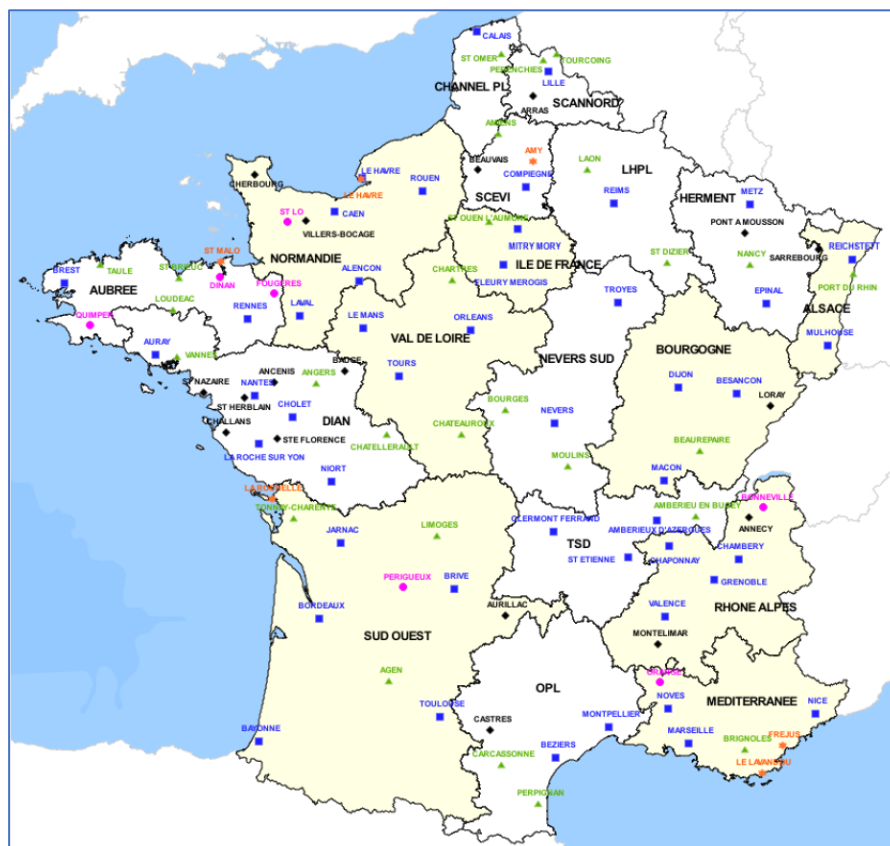 CALAIS
ST OMER
TOURCOING
PERENCHIES
LILLE
CHANNEL PL
SCANNORD
ARRAS
AMIENS
BEAUVAIS
AMY
LAON
LHPL
COMPIEGNE
SCEVI
REIMS
HERMENT
METZ
CHERBOURG
LE HAVRE
LE HAVRE
ROUEN
ST LO
CAEN
VILLERS-BOCAGE
ST OUEN L'AUMONE
MITRY MORY
PONT A MOUSSON
SARREBOURG
REICHSTETT
NORMANDIE
ILE DE FRANCE
ST DIZIER
NANCY
PORT DU RHIN
ST MALO
BREST
TAULE
ST BRIEUC
DINAN
FOUGERES
ALENCON
CHARTRES
FLEURY MEROGIS
TROYES
EPINAL
ALSACE
AUBREE
LOUDEAC
RENNES
LAVAL
LE MANS
ORLEANS
VAL DE LOIRE
MULHOUSE
QUIMPER
AURAY
VANNES
NEVERS SUD
BOURGOGNE
ST NAZAIRE
ANCENIS
BAUGE
NANTES
ANGERS
TOURS
DIJON
BESANCON
ST HERBLAIN
CHOLET
BOURGES
LORAY
CHALLANS
DIAN
NEVERS
STE FLORENCE
CHATELLERAULT
CHATEAUROUX
BEAUREPAIRE
LA ROCHE SUR YON
MOULINS
NIORT
MACON
LA ROCHELLE
TONNAY-CHARENTE
BONNEVILLE
AMBERIEU EN BUGEY
CLERMONT FERRAND
AMBERIEUX D'AZERGUES
ANNECY
LIMOGES
JARNAC
TSD
ST ETIENNE
CHAPONNAY
CHAMBERY
PERIGUEUX
BRIVE
GRENOBLE
BORDEAUX
AURILLAC
VALENCE
RHONE ALPES
SUD OUEST
MONTELIMAR
AGEN
OPL
ORANGE
TOULOUSE
NOVES
MEDITERRANEE
NICE
CASTRES
MONTPELLIER
BAYONNE
MARSEILLE
BRIGNOLES
FREJUS
CARCASSONNE
BEZIERS
LE LAVANDOU
PERPIGNAN